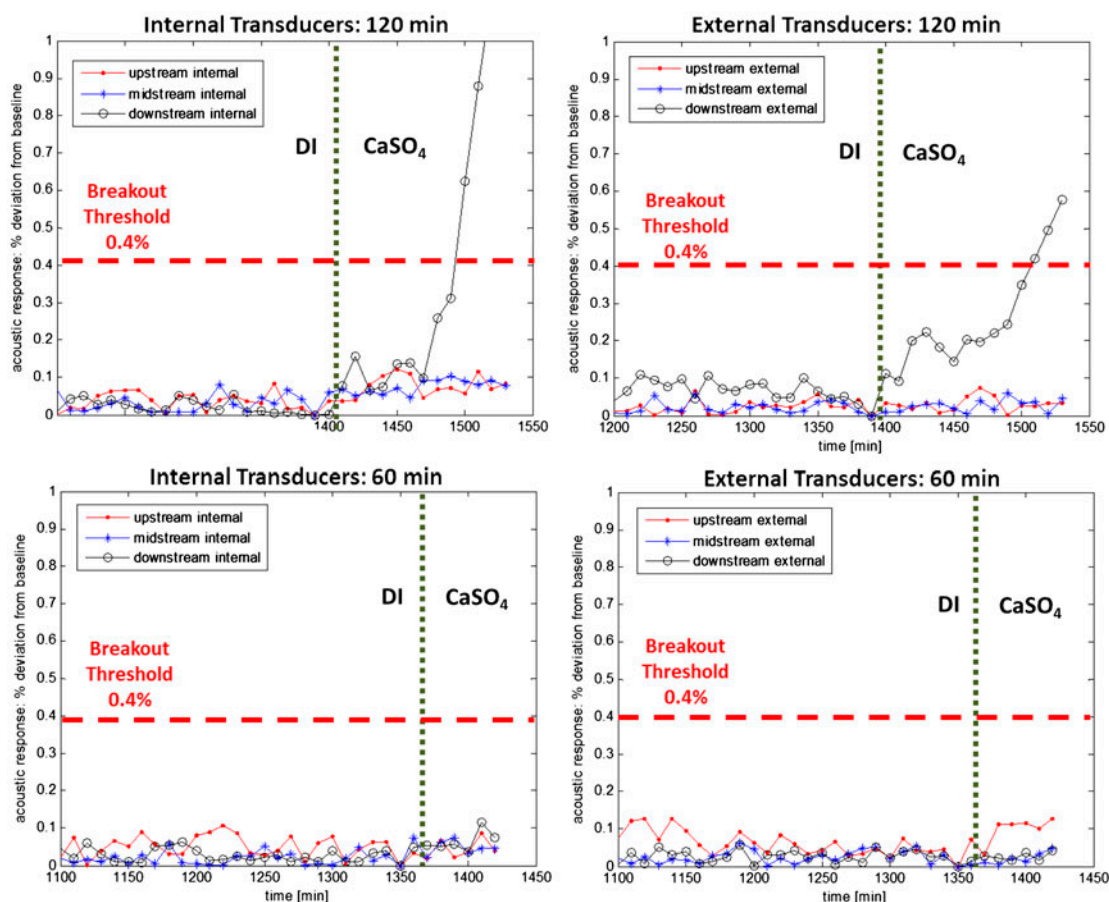 Internal Transducers: 120 min
acoustic response: % deviation from baseline
1
0.9
0.8
0.7
0.6
0.5
0.4
0.3
0.2
0.1
0
upstream internal
midstream internal
downstream internal
DI
CaSO₄
Breakout
Threshold
0.4%
1400 1450 1500 1550
time [min]
External Transducers: 120 min
acoustic response: % deviation from baseline
1
0.9
0.8
0.7
0.6
0.5
0.4
0.3
0.2
0.1
0
upstream external
midstream external
downstream external
DI
CaSO₄
Breakout
Threshold
0.4%
1200 1250 1300 1350 1400 1450 1500 1550
time [min]
Internal Transducers: 60 min
acoustic response: % deviation from baseline
1
0.9
0.8
0.7
0.6
0.5
0.4
0.3
0.2
0.1
0
upstream internal
midstream internal
downstream internal
DI
CaSO₄
Breakout
Threshold
0.4%
1100 1150 1200 1250 1300 1350 1400 1450
time [min]
External Transducers: 60 min
acoustic response: % deviation from baseline
1
0.9
0.8
0.7
0.6
0.5
0.4
0.3
0.2
0.1
0
upstream external
midstream external
downstream external
DI
CaSO₄
Breakout
Threshold
0.4%
1100 1150 1200 1250 1300 1350 1400 1450
time [min]